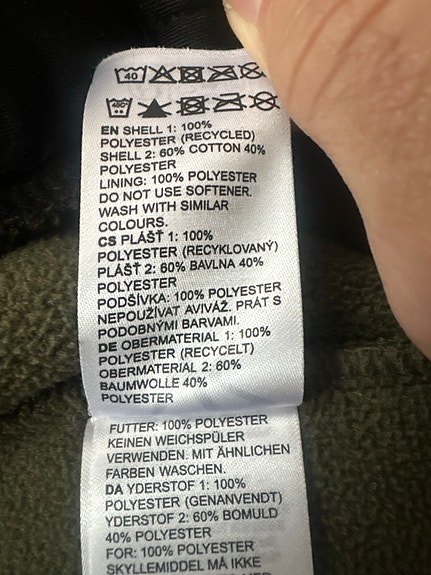 40
40C
EN SHELL 1: 100%
POLYESTER (RECYCLED)
SHELL 2: 60% COTTON 40%
POLYESTER
LINING: 100% POLYESTER
DO NOT USE SOFTENER.
WASH WITH SIMILAR
COLOURS.
CS PLÁŠŤ 1: 100%
POLYESTER (RECYKLOVANÝ)
PLÁŠŤ 2: 60% BAVLNA 40%
POLYESTER
PODŠÍVKA: 100% POLYESTER
NEPOUŽÍVAT AVIVÁŽ. PRÁT S
PODOBNÝMI BARVAMI.
DE OBERMATERIAL 1: 100%
POLYESTER (RECYCELT)
OBERMATERIAL 2: 60%
BAUMWOLLE 40%
POLYESTER
FUTTER: 100% POLYESTER
KEINEN WEICHSPÜLER
VERWENDEN. MIT ÄHNLICHEN
FARBEN WASCHEN.
DA YDERSTOF 1: 100%
POLYESTER (GENANVENDT)
YDERSTOF 2: 60% BOMULD
40% POLYESTER
FOR: 100% POLYESTER
SKYLLEMIDDEL MÅ IKKE